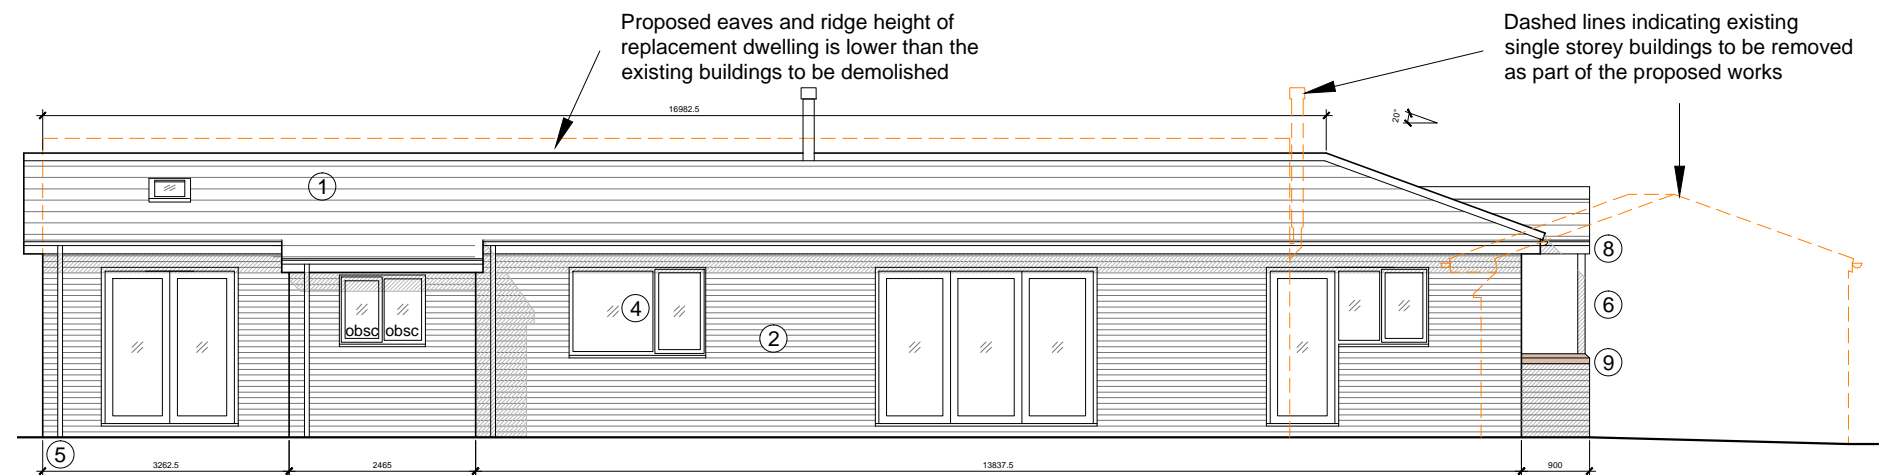 Proposed eaves and ridge height of
replacement dwelling is lower than the
existing buildings to be demolished
Dashed lines indicating existing
single storey buildings to be removed
as part of the proposed works
16982.5
20°
1
8
4
6
obsc obsc
2
9
5
3262.5
2465
13837.5
900